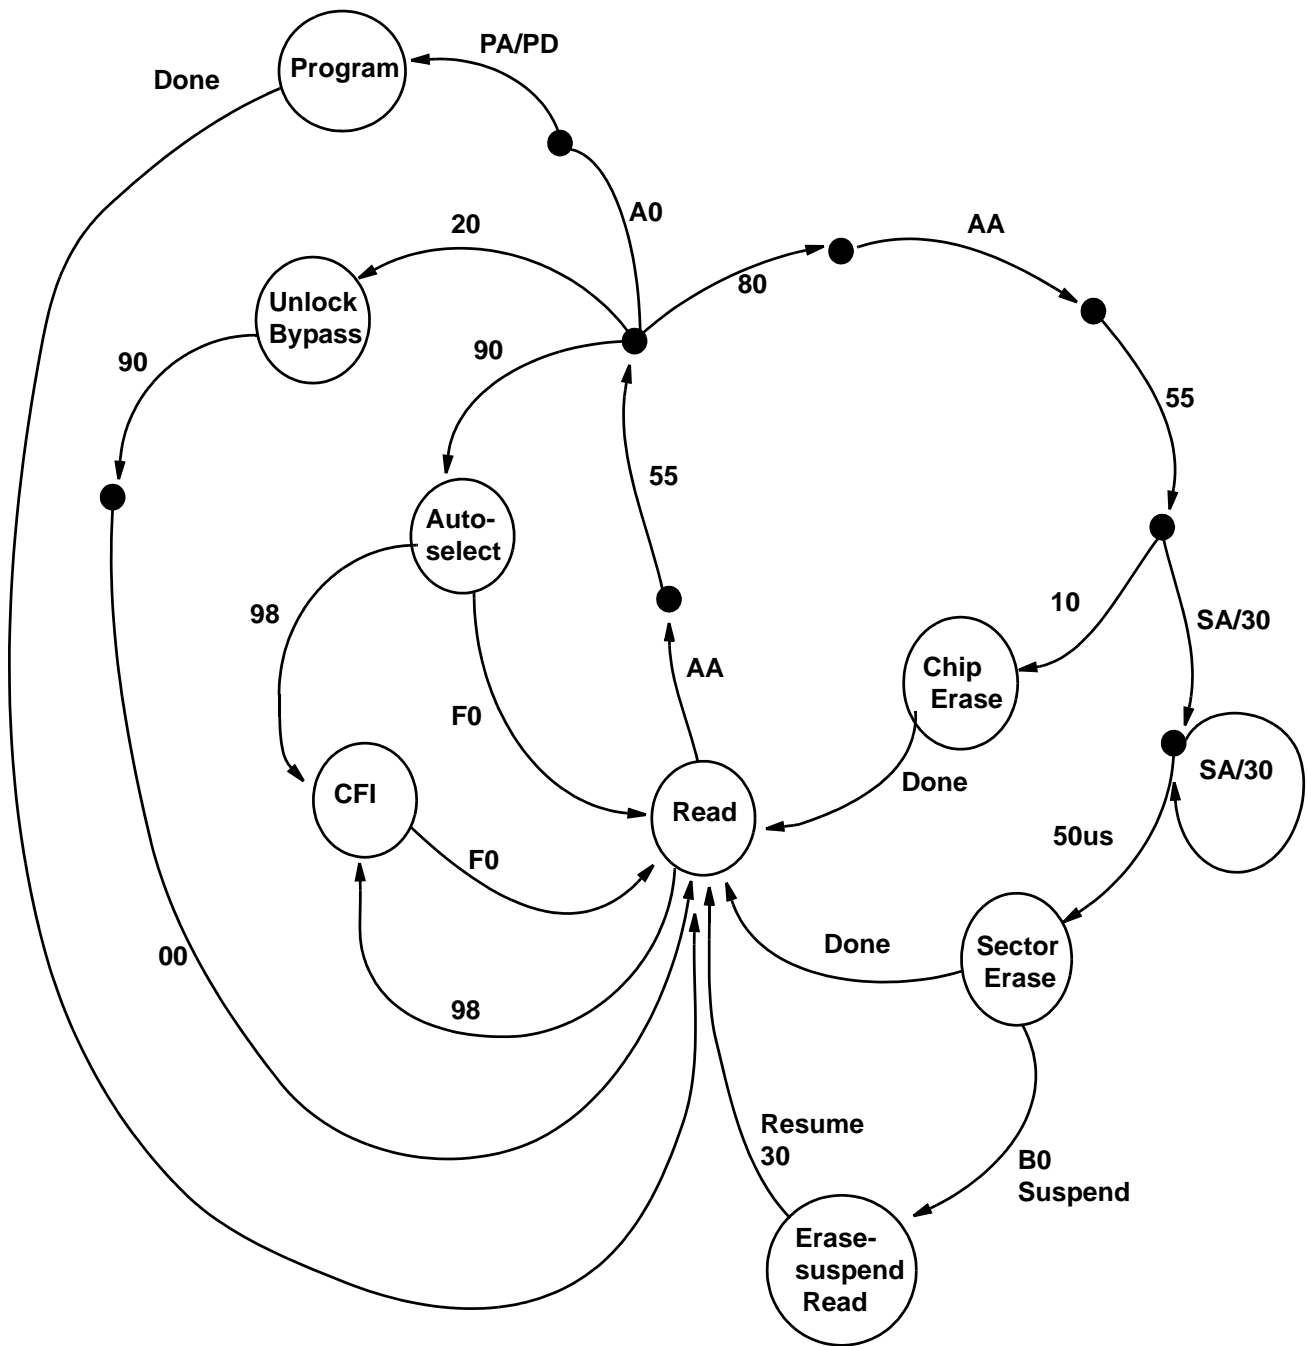 PA/PD
Program
Done
A0
20
AA
80
Unlock
Bypass
90
90
55
55
Auto-
select
98
10
SA/30
AA
Chip
Erase
F0
SA/30
Done
CFI
Read
50us
F0
Done
Sector
Erase
00
98
Resume
30
B0
Suspend
Erase-
suspend
Read